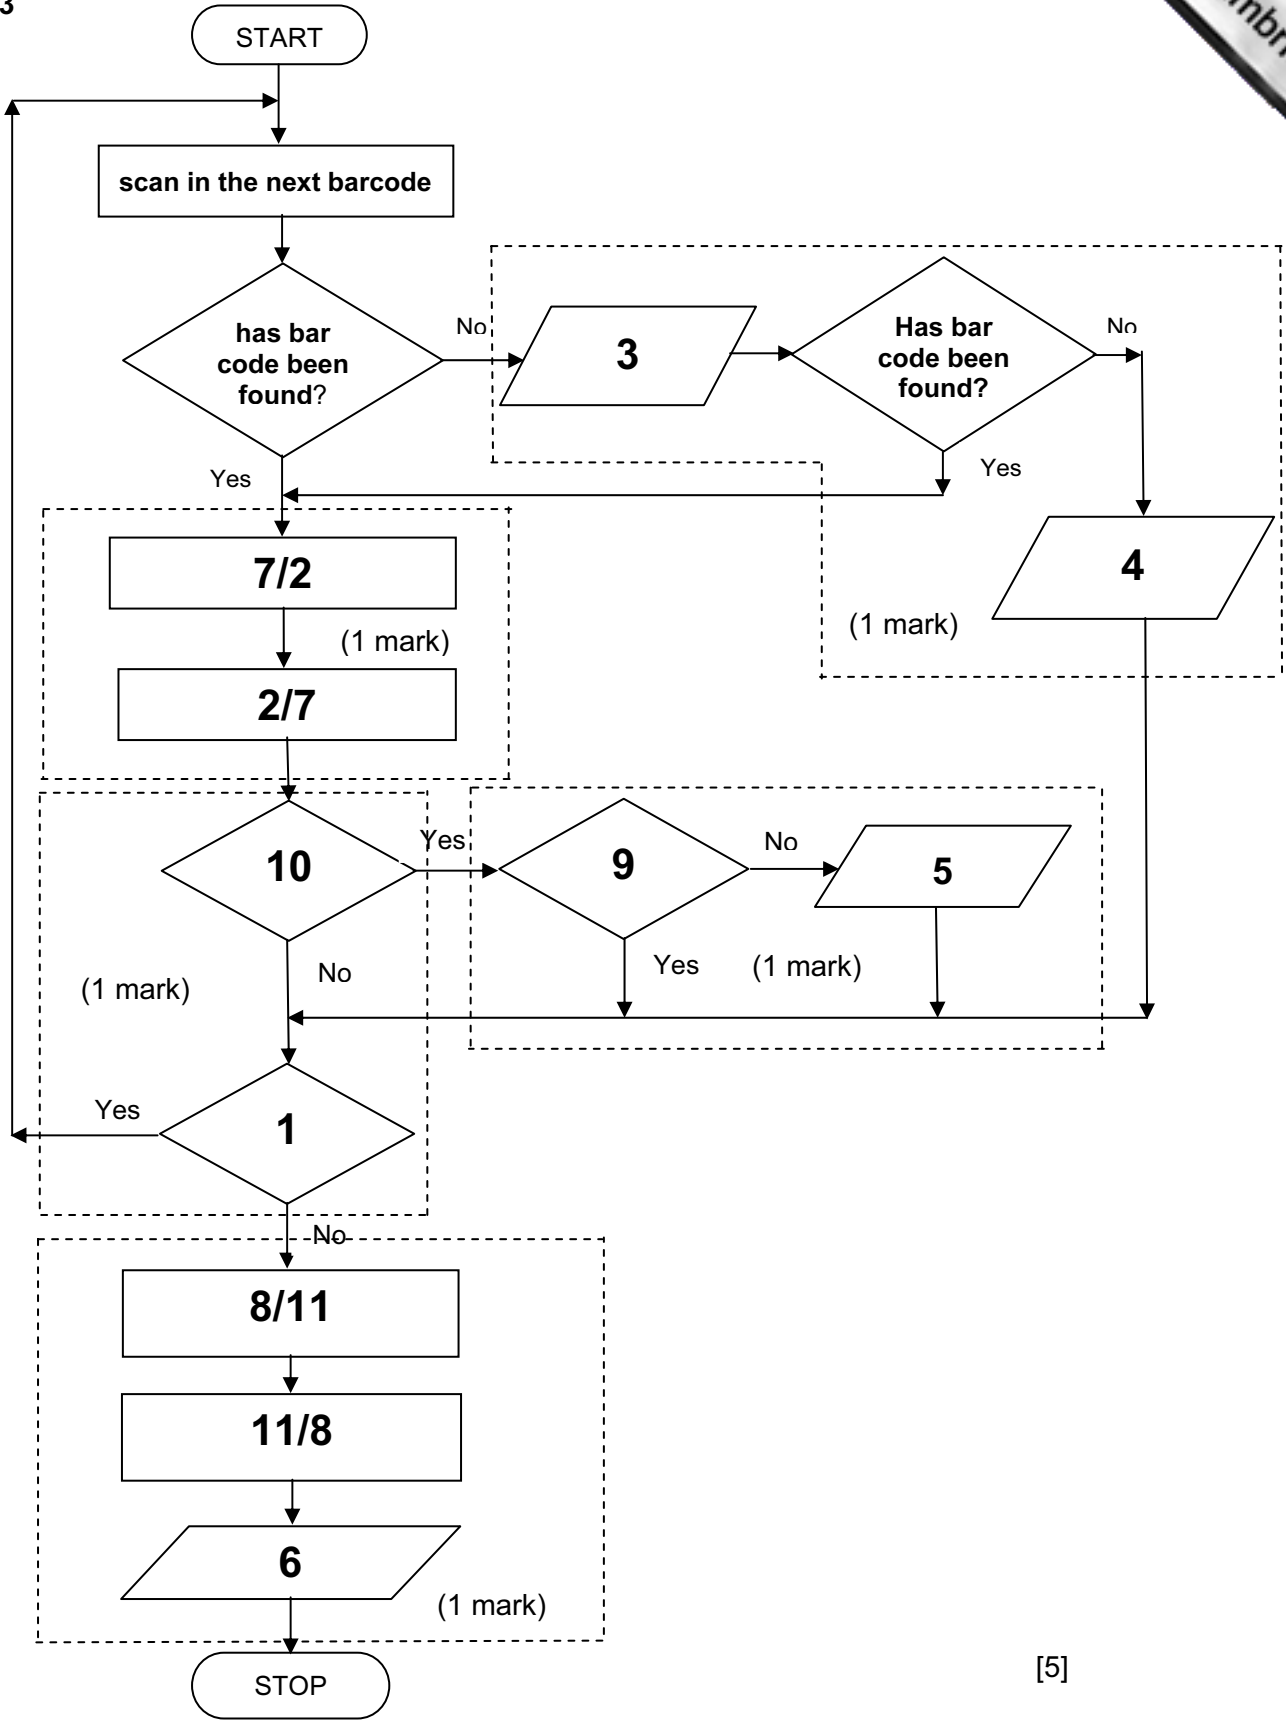 3
START
scan in the next barcode
has bar
code been
found?
No
3
Has bar
code been
found?
No
Yes
Yes
7/2
4
(1 mark)
(1 mark)
2/7
10
Yes
9
No
5
No
Yes
(1 mark)
(1 mark)
Yes
1
No
8/11
11/8
6
(1 mark)
STOP
[5]